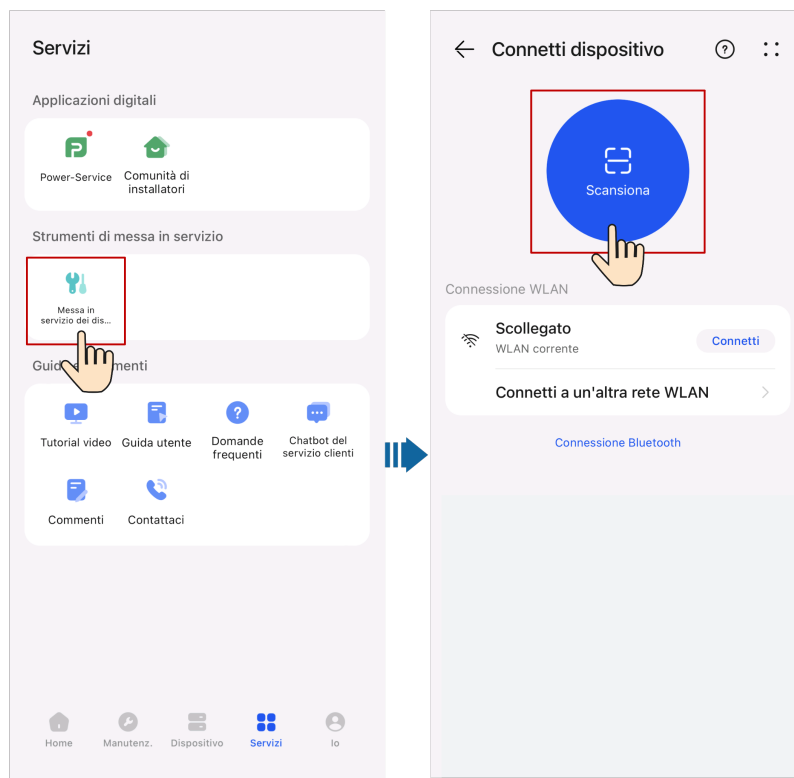 Servizi
Applicazioni digitali
Power-Service
Comunità di
installatori
Strumenti di messa in servizio
Messa in
servizio dei dis...
Guid
menti
Tutorial video
Guida utente
Domande
frequenti
Chatbot del
servizio clienti
Commenti
Contattaci
Home
Manutenz.
Dispositivo
Servizi
Io
Connetti dispositivo
Scansiona
Connessione WLAN
Scollegato
WLAN corrente
Connetti
Connetti a un'altra rete WLAN
Connessione Bluetooth